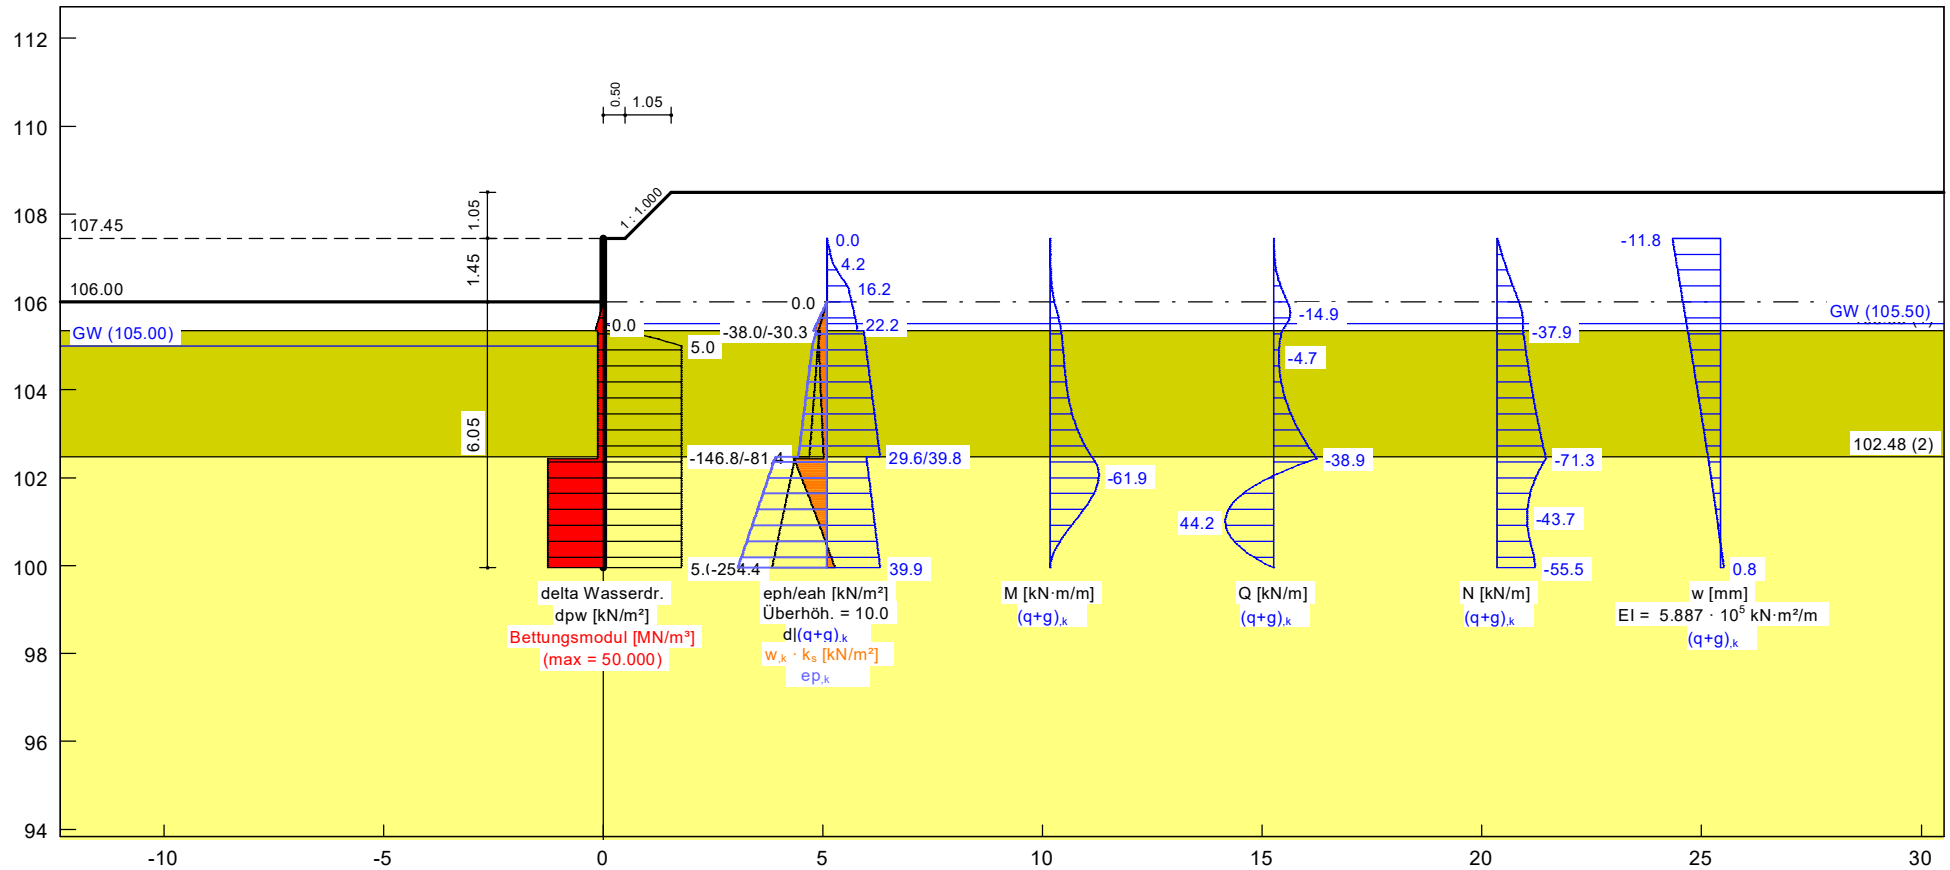 112
110
108
106
104
102
100
98
96
94
-10
-5
0
5
10
15
20
25
30
0.50
1.05
1 : 1.000
1.05
1.45
6.05
107.45
106.00
GW (105.00)
GW (105.50)
102.48 (2)
0.0
5.0
-254.4
0.0
-38.0/-30.3
-146.8/-81.4
0.0
4.2
16.2
22.2
29.6/39.8
39.9
-61.9
-14.9
-4.7
-38.9
44.2
-37.9
-71.3
-43.7
-55.5
-11.8
0.8
delta Wasserdr.
dpw [kN/m²]
Bettungsmodul [MN/m³]
(max = 50.000)
eph/eah [kN/m²]
Überhöh. = 10.0
(q+g),k
w,k · ks [kN/m²]
ep,k
M [kN·m/m]
(q+g),k
Q [kN/m]
(q+g),k
N [kN/m]
(q+g),k
w [mm]
EI = 5.887 · 10⁵ kN·m²/m
(q+g),k